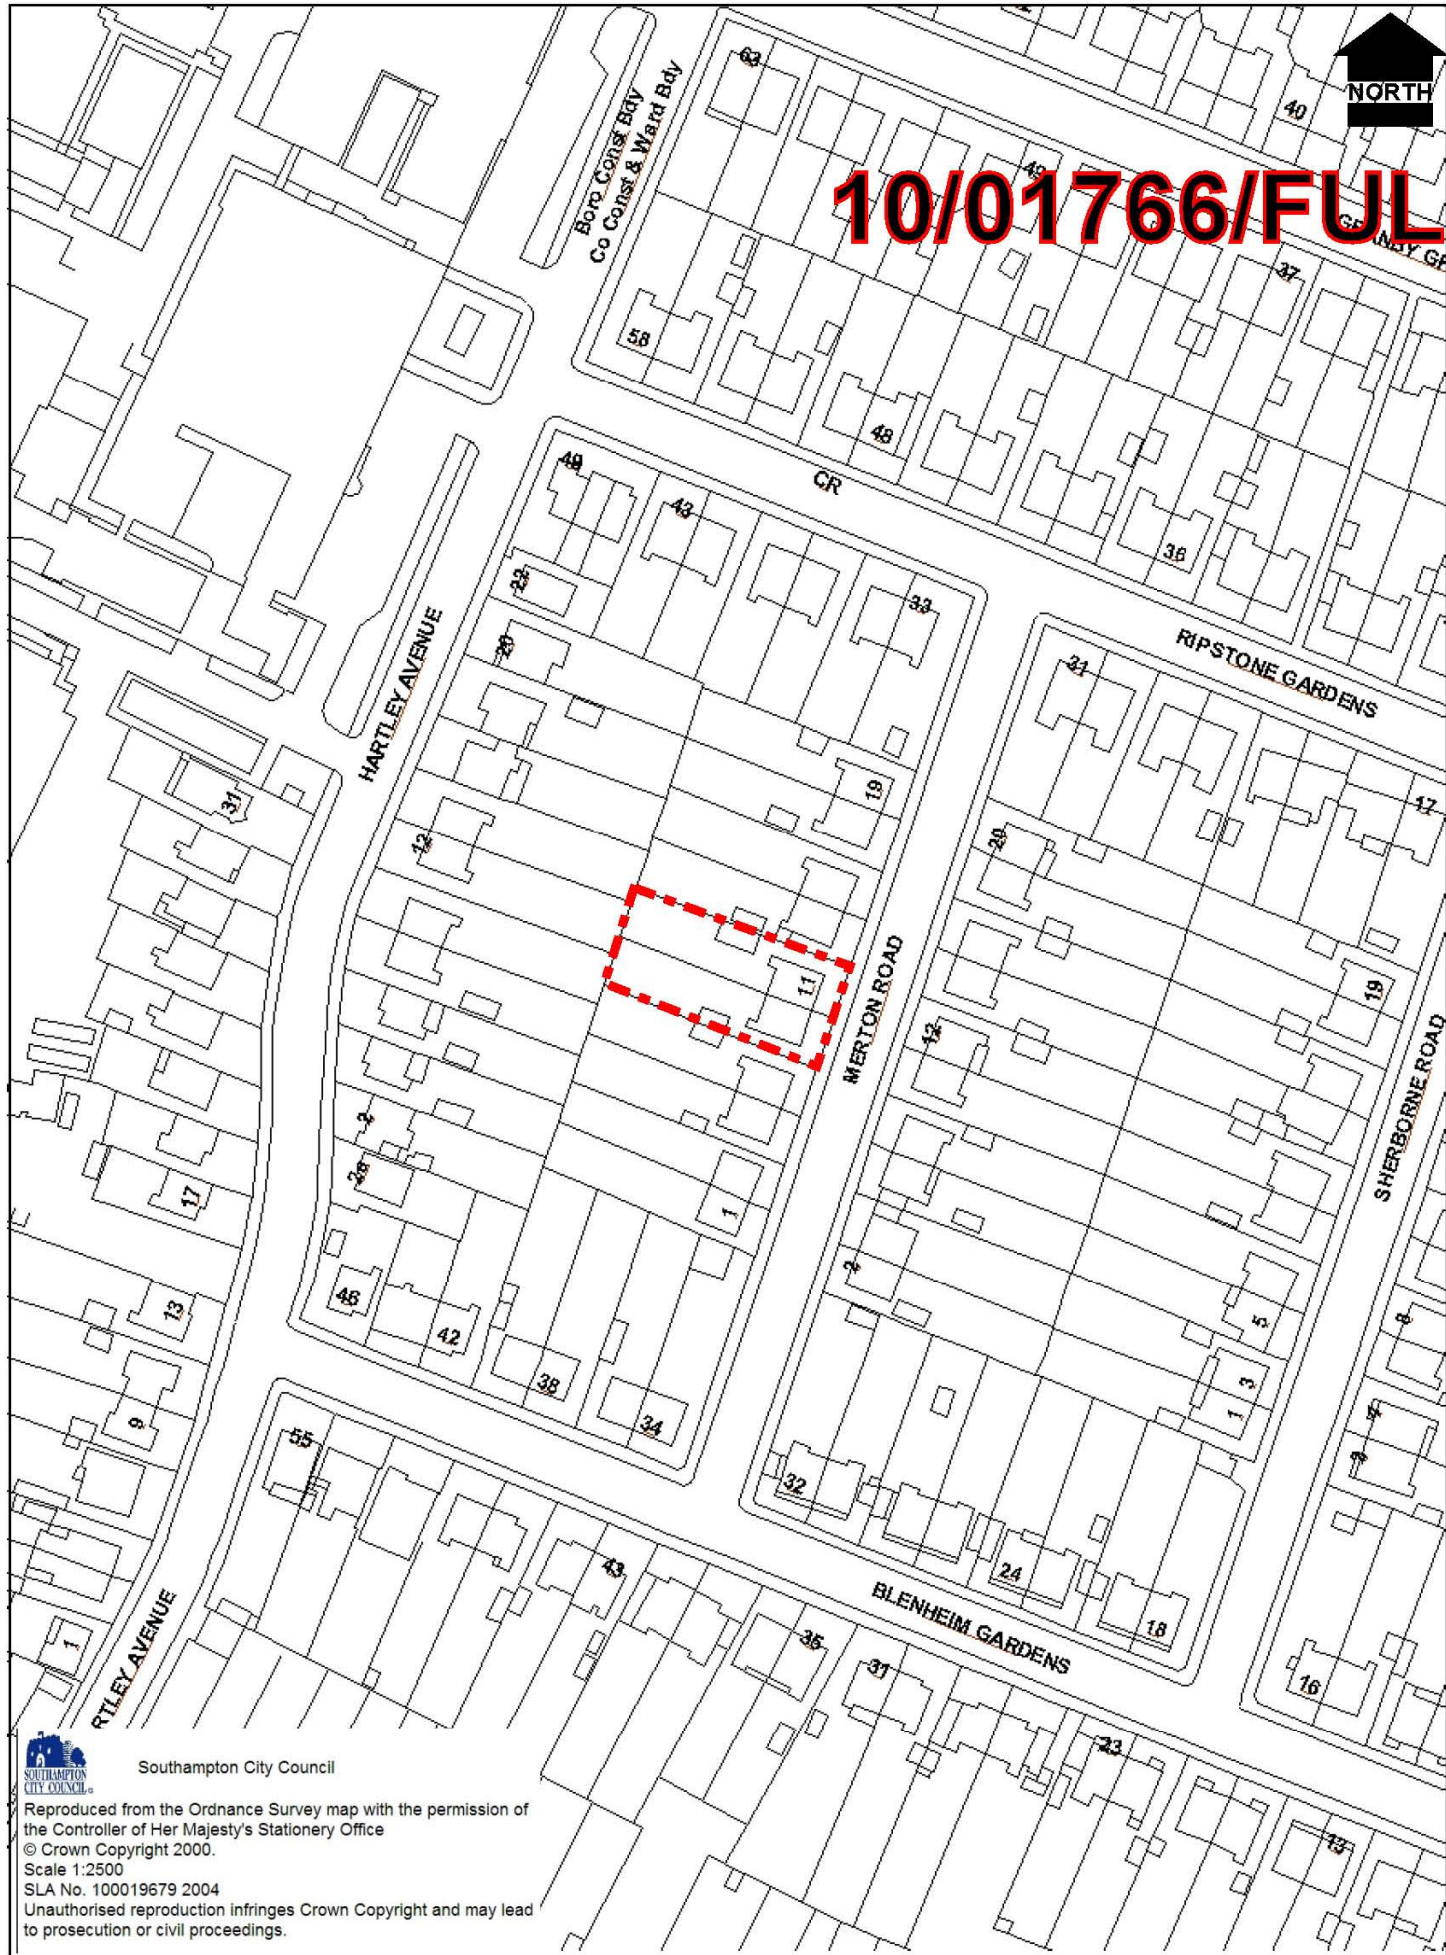 NORTH
10/01766/FUL
Boro Const Bdy
Co Const & Ward Bdy
63
49
40
37
58
48
CR
36
49
43
33
22
20
HARTLEY AVENUE
RIPSTONE GARDENS
31
17
31
19
12
20
11
MERTON ROAD
19
12
SHERBORNE ROAD
2
26
17
1
2
46
42
13
38
34
9
5
8
3
1
4
55
32
43
24
18
BLENHEIM GARDENS
35
31
16
23
13
1
RTLEY AVENUE
SOUTHAMPTON
CITY COUNCIL
Southampton City Council
Reproduced from the Ordnance Survey map with the permission of
the Controller of Her Majesty's Stationery Office
© Crown Copyright 2000.
Scale 1:2500
SLA No. 100019679 2004
Unauthorised reproduction infringes Crown Copyright and may lead
to prosecution or civil proceedings.